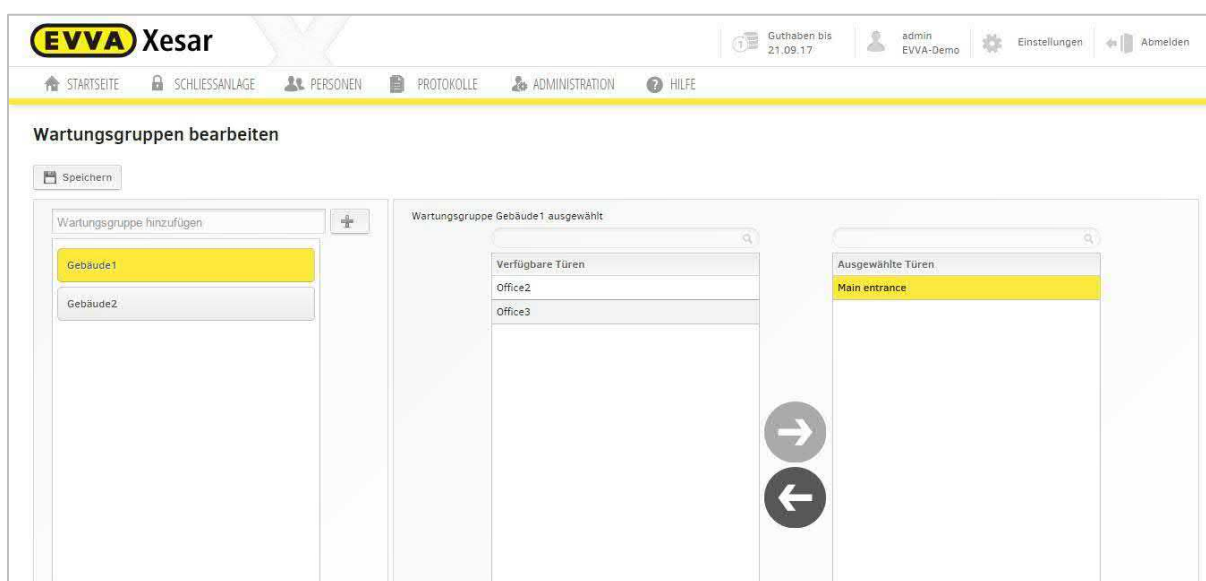 EVVA Xesar
Guthaben bis
21.09.17
admin
EVVA-Demo
Einstellungen
Abmelden
STARTSEITE SCHLIESSANLAGE PERSONEN PROTOKOLLE ADMINISTRATION HILFE
Wartungsgruppen bearbeiten
Speichern
Wartungsgruppe hinzufügen
Gebäude1
Gebäude2
Wartungsgruppe Gebäude1 ausgewählt
Verfügbare Türen
Office2
Office3
Ausgewählte Türen
Main entrance